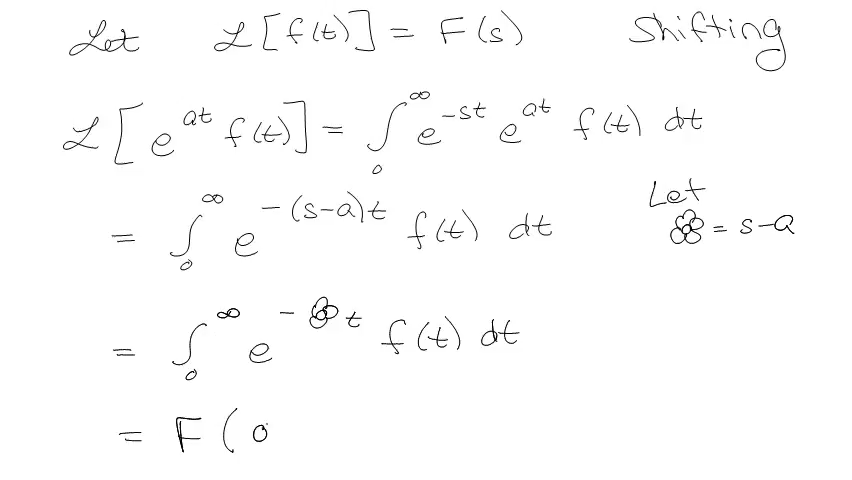 Let ℒ[f(t)] = F(s) Shifting
ℒ[e^{at} f(t)] = ∫_0^∞ e^{-st} e^{at} f(t) dt
= ∫_0^∞ e^{-(s-a)t} f(t) dt
Let
❀ = s-a
= ∫_0^∞ e^{-❀t} f(t) dt
= F(